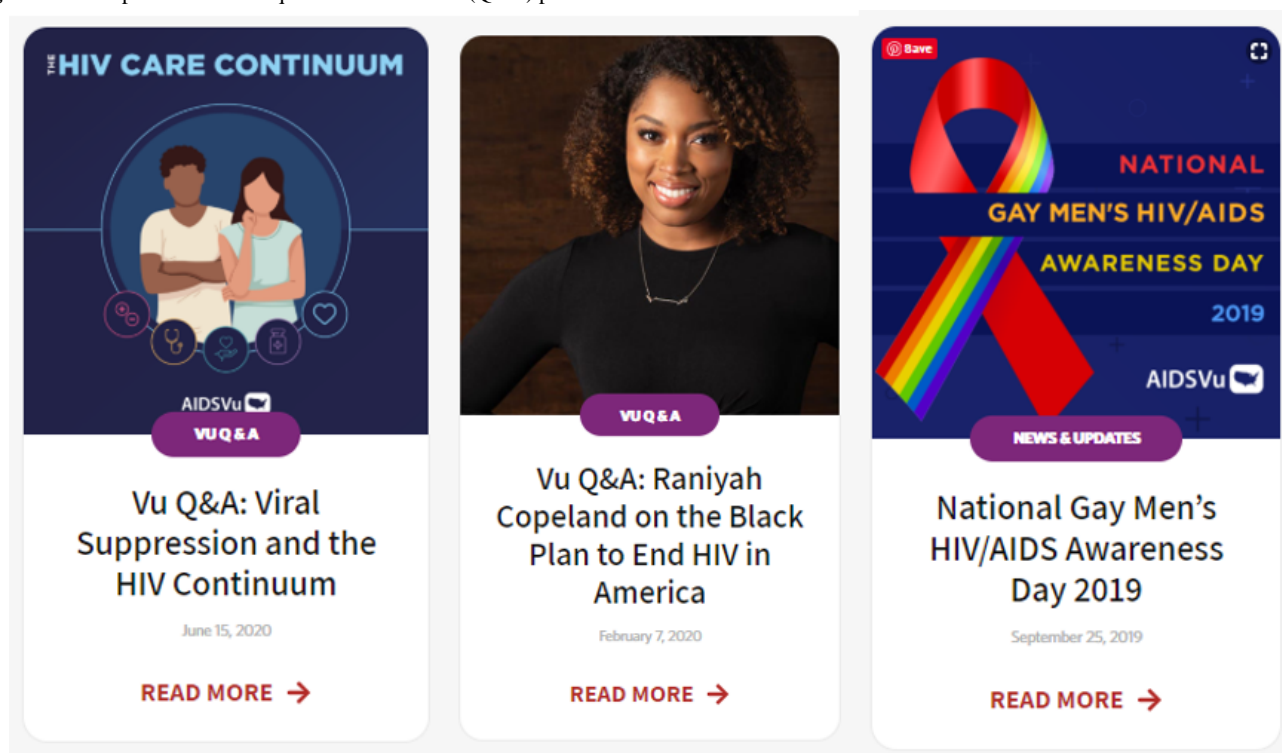 THE HIV CARE CONTINUUM
AIDSVu
VU Q & A
Vu Q&A: Viral
Suppression and the
HIV Continuum
June 15, 2020
READ MORE
VU Q & A
Vu Q&A: Raniyah
Copeland on the Black
Plan to End HIV in
America
February 7, 2020
READ MORE
Save
NATIONAL
GAY MEN'S HIV/AIDS
AWARENESS DAY
2019
AIDSVu
NEWS & UPDATES
National Gay Men’s
HIV/AIDS Awareness
Day 2019
September 25, 2019
READ MORE